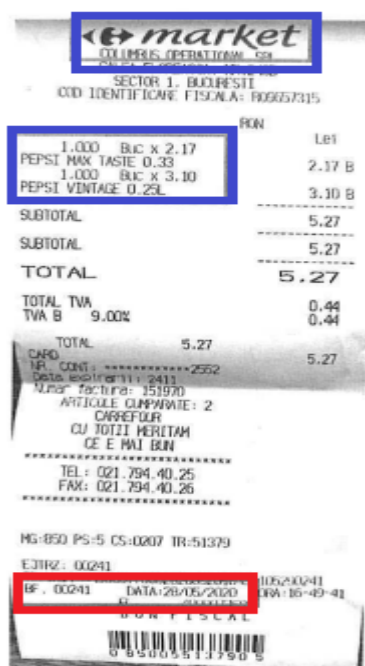 market
COLUMBUS OPERATIONAL SRL
SECTOR 1, BUCURESTI
COD IDENTIFICARE FISCALA: RO9657315
RON
Lei
1.000 Buc x 2.17
PEPSI MAX TASTE 0.33 2.17 B
1.000 Buc x 3.10
PEPSI VINTAGE 0.25L 3.10 B
SUBTOTAL 5.27
SUBTOTAL 5.27
TOTAL 5.27
TOTAL TVA 0.44
TVA B 9.00% 0.44
TOTAL 5.27
CARD 5.27
NR. CONT: ************2552
Data expirarii: 2411
Numar factura: 151970
ARTICOLE CUMPARATE: 2
CARREFOUR
CU TOTII MERITAM
CE E MAI BUN
TEL: 021.794.40.25
FAX: 021.794.40.26
MG:850 PS:5 CS:0207 TR:51379
EJTRZ: 00241
BF. 00241 DATA:28/05/2020 ORA:16-49-41
BON FISCAL